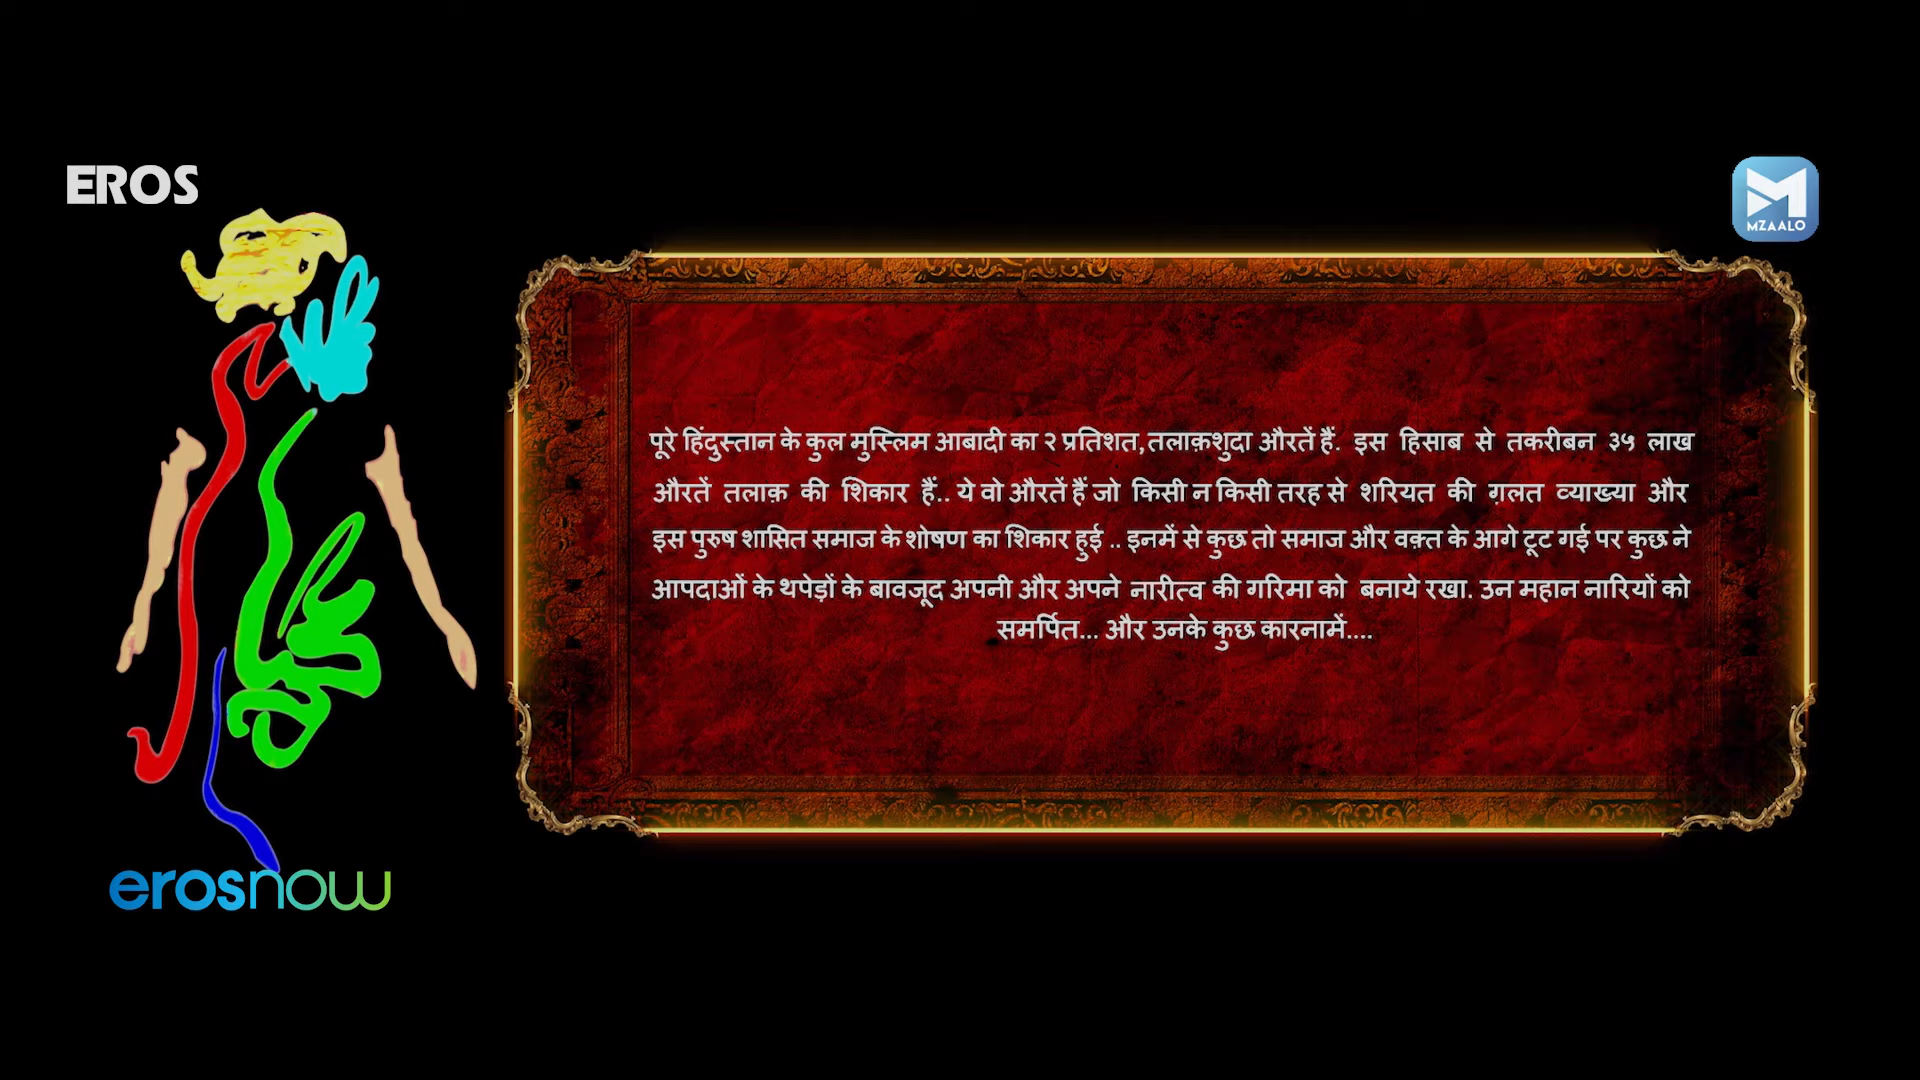 EROS
MZAALO
पूरे हिंदुस्तान के कुल मुस्लिम आबादी का २ प्रतिशत,तलाक़शुदा औरतें हैं. इस हिसाब से तकरीबन ३५ लाख
औरतें तलाक़ की शिकार हैं.. ये वो औरतें हैं जो किसी न किसी तरह से शरियत की ग़लत व्याख्या और
इस पुरुष शासित समाज के शोषण का शिकार हुई .. इनमें से कुछ तो समाज और वक़्त के आगे टूट गई पर कुछ ने
आपदाओं के थपेड़ों के बावजूद अपनी और अपने नारीत्व की गरिमा को बनाये रखा. उन महान नारियों को
समर्पित... और उनके कुछ कारनामें....
erosnow